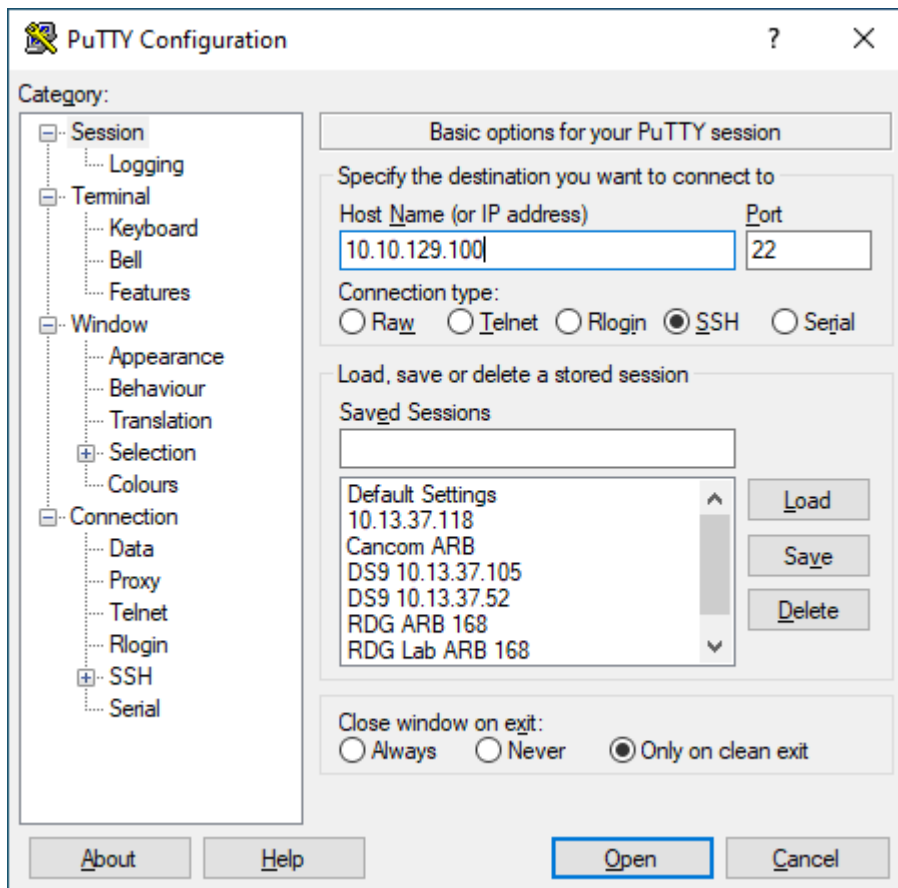 PuTTY Configuration
?
Category:
Session
Logging
Terminal
Keyboard
Bell
Features
Window
Appearance
Behaviour
Translation
Selection
Colours
Connection
Data
Proxy
Telnet
Rlogin
SSH
Serial
Basic options for your PuTTY session
Specify the destination you want to connect to
Host Name (or IP address) Port
10.10.129.100 22
Connection type:
Raw Telnet Rlogin SSH Serial
Load, save or delete a stored session
Saved Sessions
Default Settings
10.13.37.118
Cancom ARB
DS9 10.13.37.105
DS9 10.13.37.52
RDG ARB 168
RDG Lab ARB 168
Load
Save
Delete
Close window on exit:
Always Never Only on clean exit
About Help Open Cancel